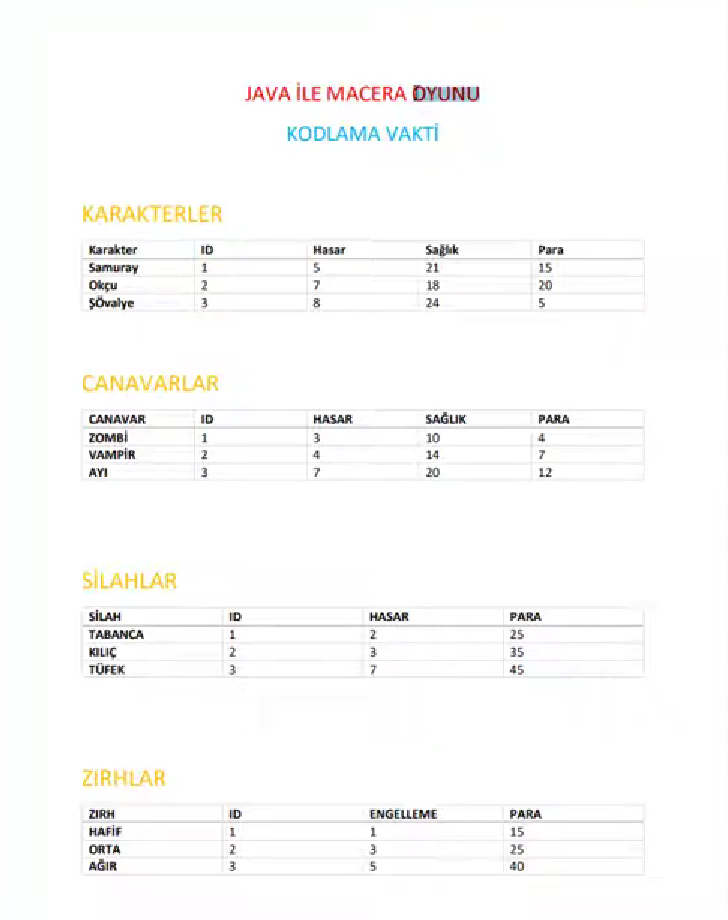 JAVA İLE MACERA OYUNU
KODLAMA VAKTİ
KARAKTERLER
Karakter ID Hasar Sağlık Para
Samuray 1 5 21 15
Okçu 2 7 18 20
ŞÖvalye 3 8 24 5
CANAVARLAR
CANAVAR ID HASAR SAĞLIK PARA
ZOMBİ 1 3 10 4
VAMPİR 2 4 14 7
AYI 3 7 20 12
SİLAHLAR
SİLAH ID HASAR PARA
TABANCA 1 2 25
KILIÇ 2 3 35
TÜFEK 3 7 45
ZIRHLAR
ZIRH ID ENGELLEME PARA
HAFİF 1 1 15
ORTA 2 3 25
AĞIR 3 5 40